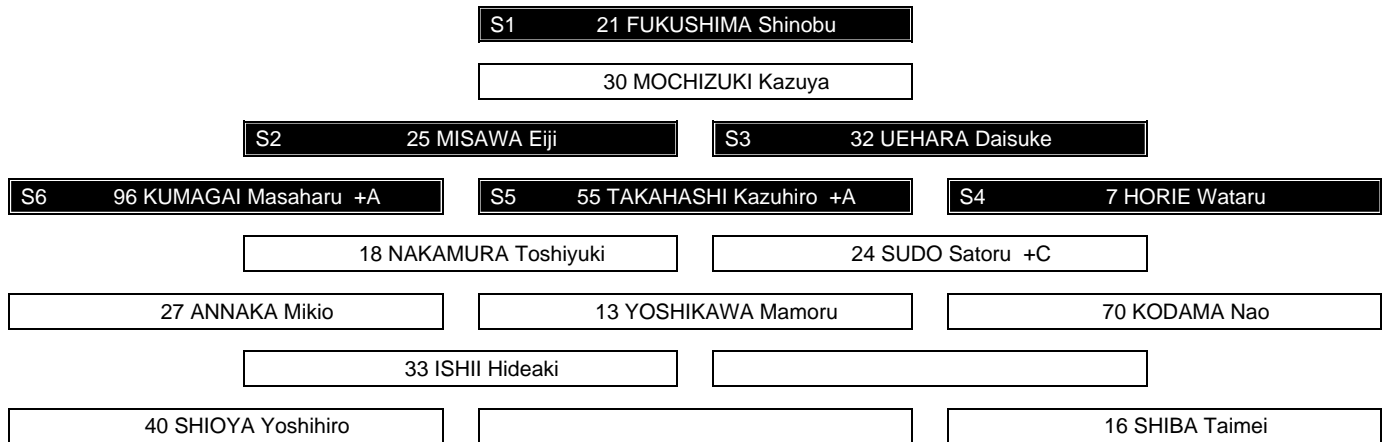 S1 21 FUKUSHIMA Shinobu
30 MOCHIZUKI Kazuya
S2 25 MISAWA Eiji S3 32 UEHARA Daisuke
S6 96 KUMAGAI Masaharu +A S5 55 TAKAHASHI Kazuhiro +A S4 7 HORIE Wataru
18 NAKAMURA Toshiyuki 24 SUDO Satoru +C
27 ANNAKA Mikio 13 YOSHIKAWA Mamoru 70 KODAMA Nao
33 ISHII Hideaki
40 SHIOYA Yoshihiro 16 SHIBA Taimei